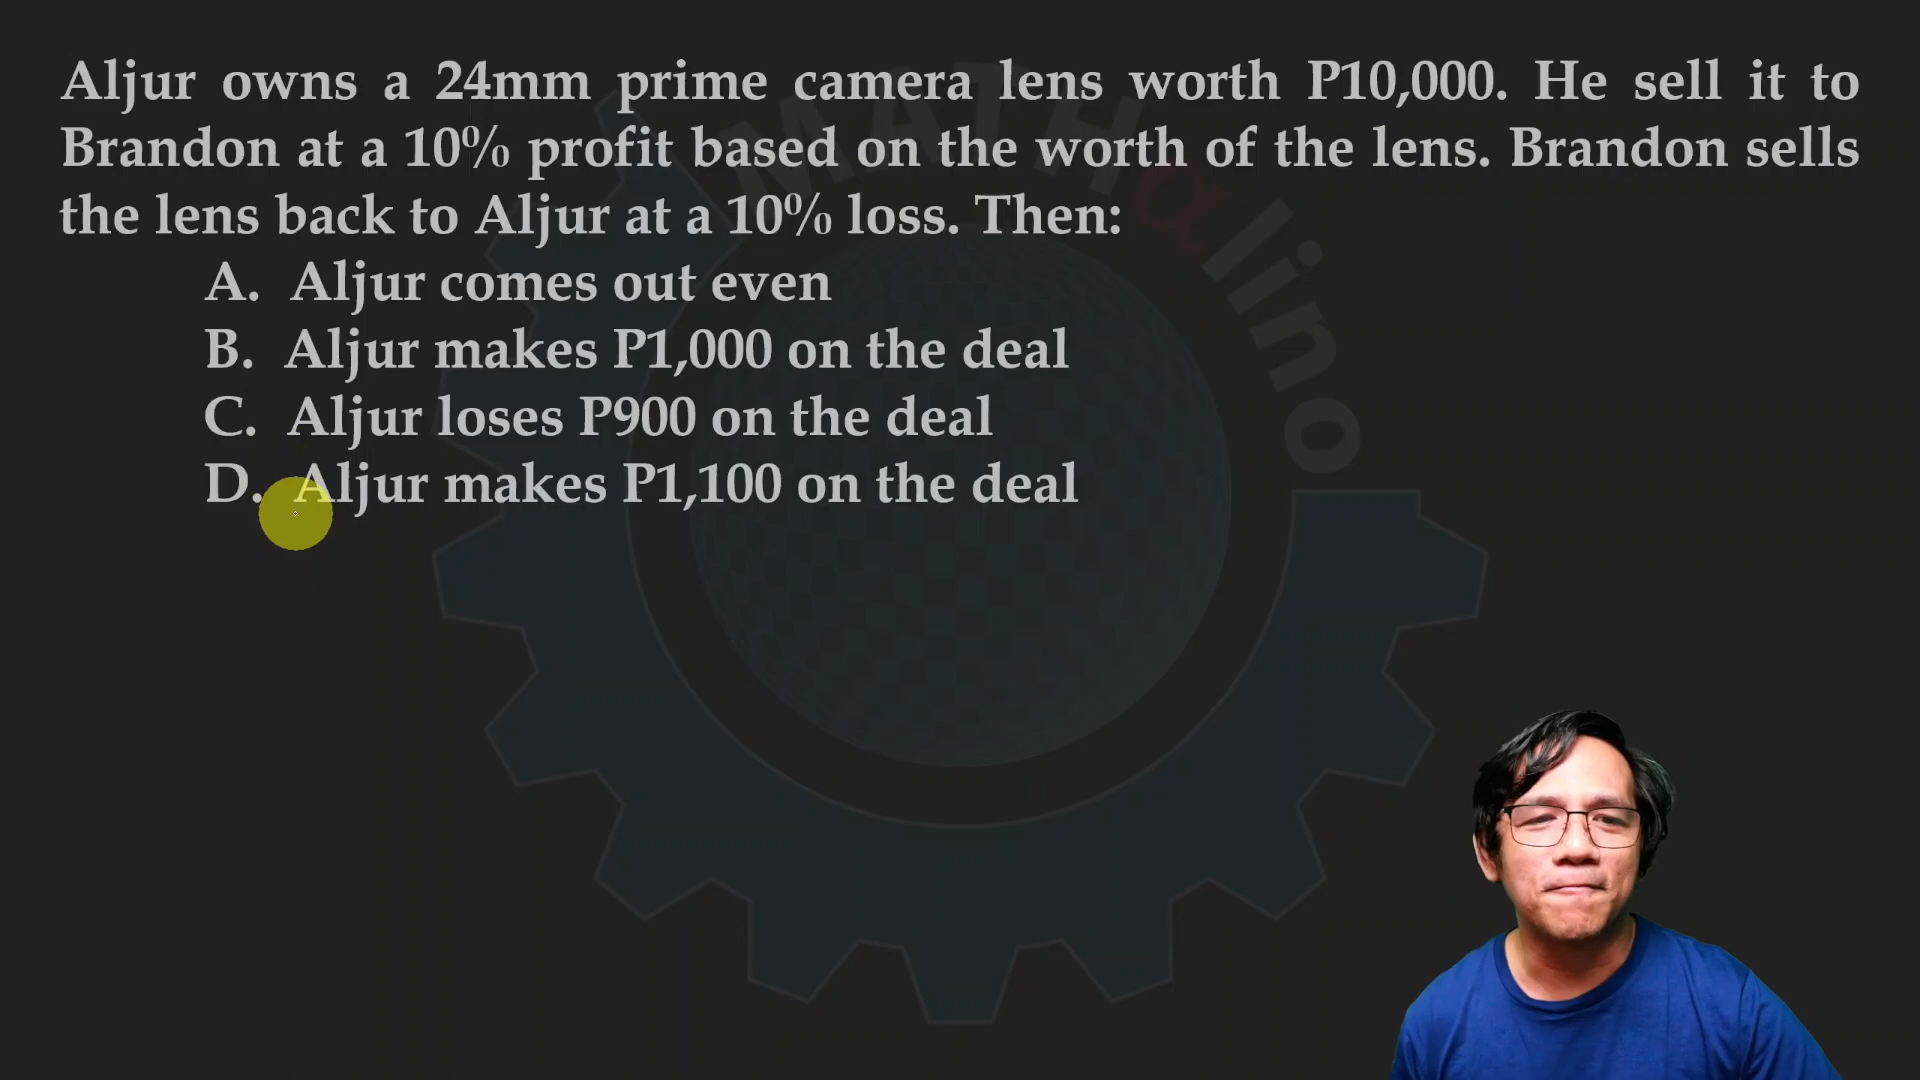 Aljur owns a 24mm prime camera lens worth P10,000. He sell it to
Brandon at a 10% profit based on the worth of the lens. Brandon sells
the lens back to Aljur at a 10% loss. Then:
A. Aljur comes out even
B. Aljur makes P1,000 on the deal
C. Aljur loses P900 on the deal
D. Aljur makes P1,100 on the deal
MATHalino